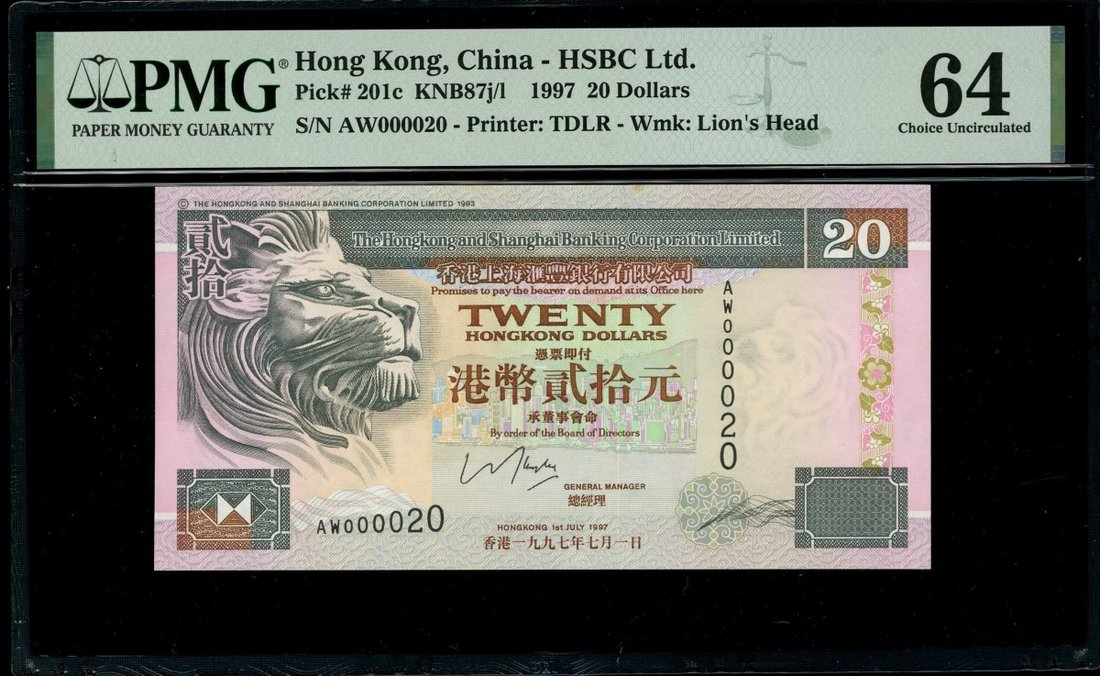 PMG® Hong Kong, China - HSBC Ltd.
Pick# 201c KNB87j/l 1997 20 Dollars
PAPER MONEY GUARANTY S/N AW000020 - Printer: TDLR - Wmk: Lion's Head
64
Choice Uncirculated
© THE HONGKONG AND SHANGHAI BANKING CORPORATION LIMITED 1993
貳拾
The Hongkong and Shanghai Banking Corporation Limited
20
香港上海滙豐銀行有限公司
Promises to pay the bearer on demand at its Office here
TWENTY
HONGKONG DOLLARS
憑票即付
港幣貳拾元
承董事會命
By order of the Board of Directors
AW000020
GENERAL MANAGER
總經理
AW000020
HONGKONG 1st JULY 1997
香港一九九七年七月一日